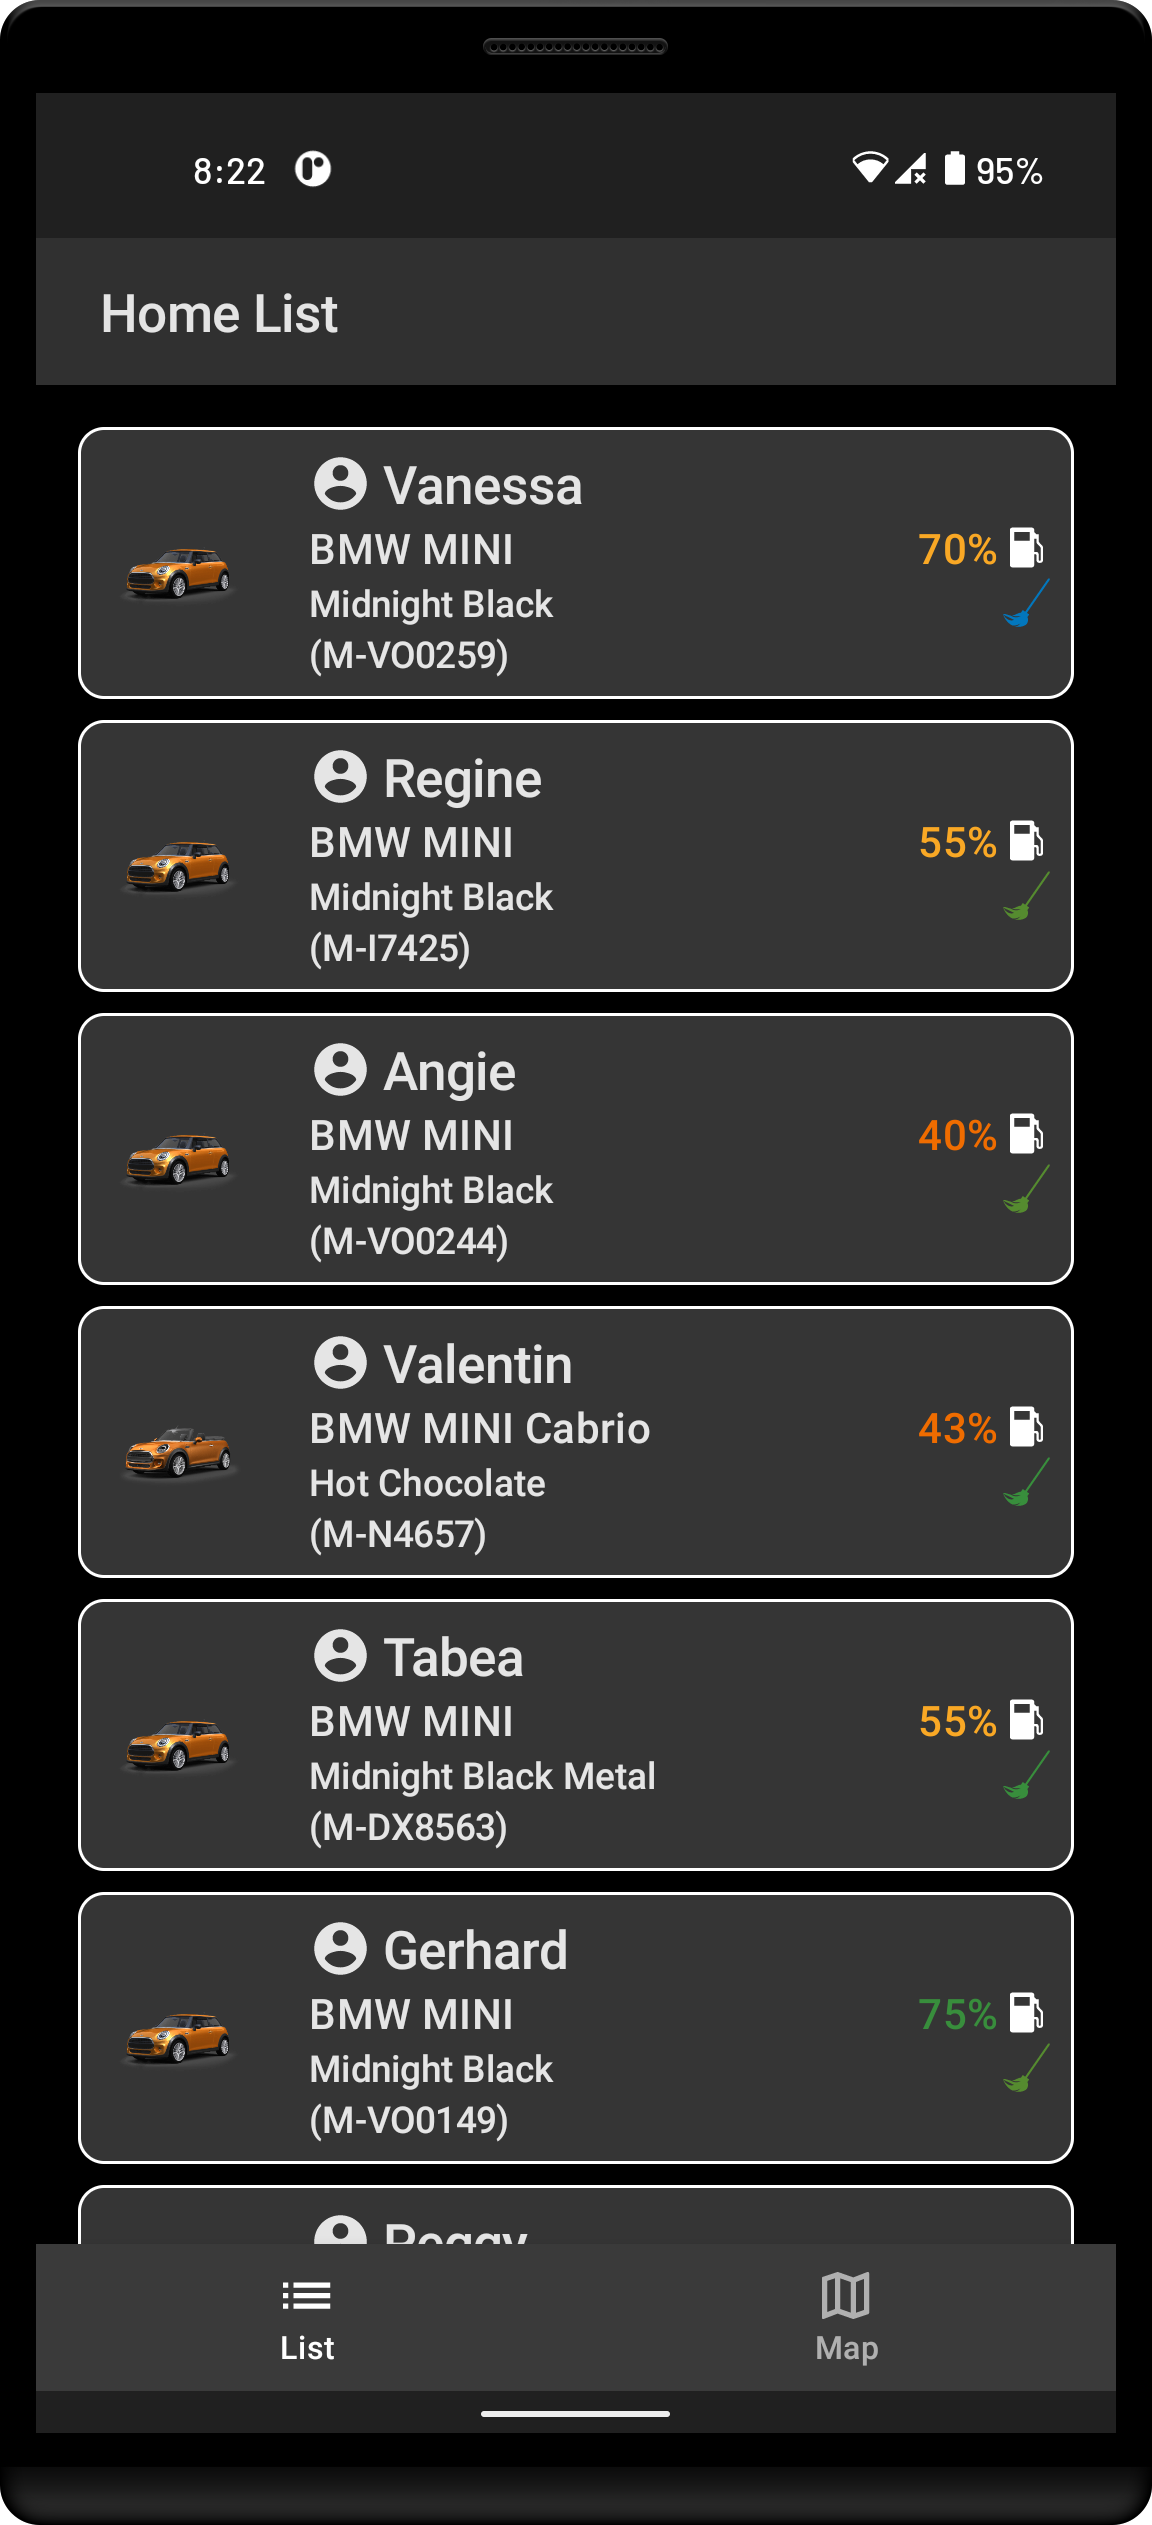 8:22 95%
Home List
Vanessa
BMW MINI 70%
Midnight Black
(M-VO0259)
Regine
BMW MINI 55%
Midnight Black
(M-I7425)
Angie
BMW MINI 40%
Midnight Black
(M-VO0244)
Valentin
BMW MINI Cabrio 43%
Hot Chocolate
(M-N4657)
Tabea
BMW MINI 55%
Midnight Black Metal
(M-DX8563)
Gerhard
BMW MINI 75%
Midnight Black
(M-VO0149)
Peggy
List Map